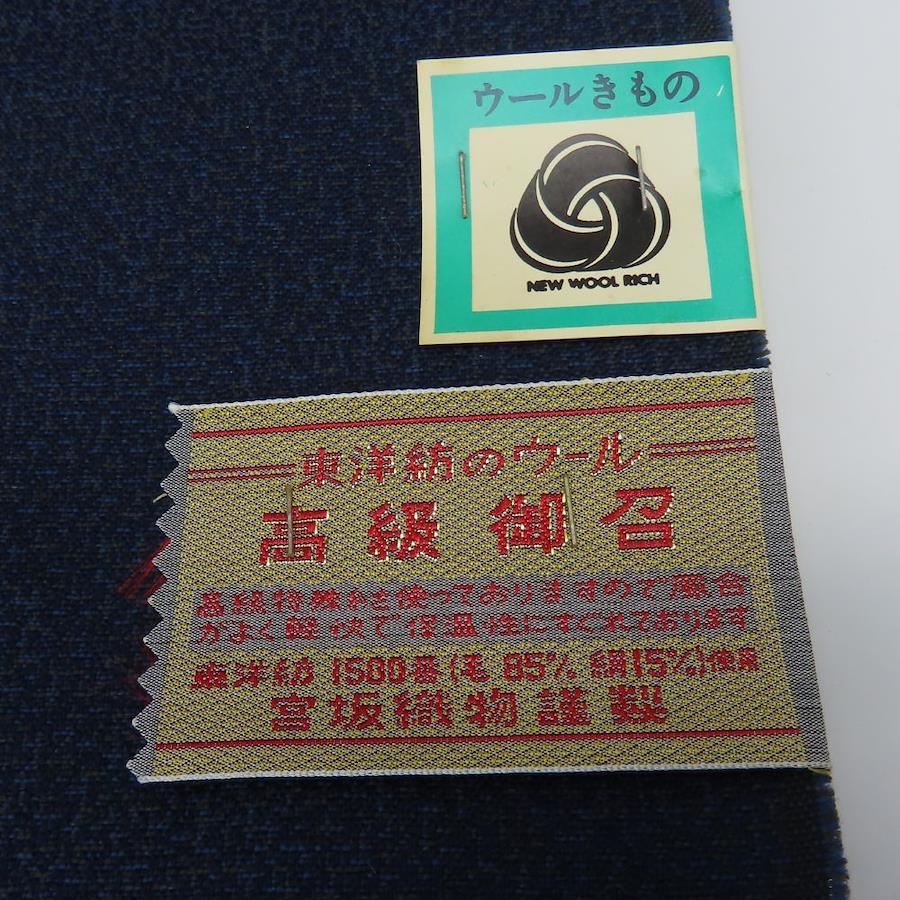 ウールきもの
NEW WOOL RICH
東洋紡のウール
高級御召
高級特殊糸を使っておりますので風合
がよく軽快で保温性にすぐれております
東洋紡 1500番(毛 85% 絹15%)使用
宮坂織物謹製